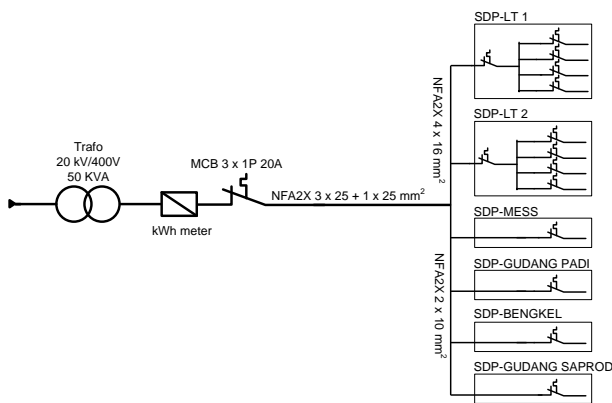 SDP-LT 1
NFA2X 4 x 16 mm²
SDP-LT 2
Trafo
20 kV/400V
50 KVA
MCB 3 x 1P 20A
NFA2X 3 x 25 + 1 x 25 mm²
kWh meter
SDP-MESS
NFA2X 2 x 10 mm²
SDP-GUDANG PADI
SDP-BENGKEL
SDP-GUDANG SAPROD